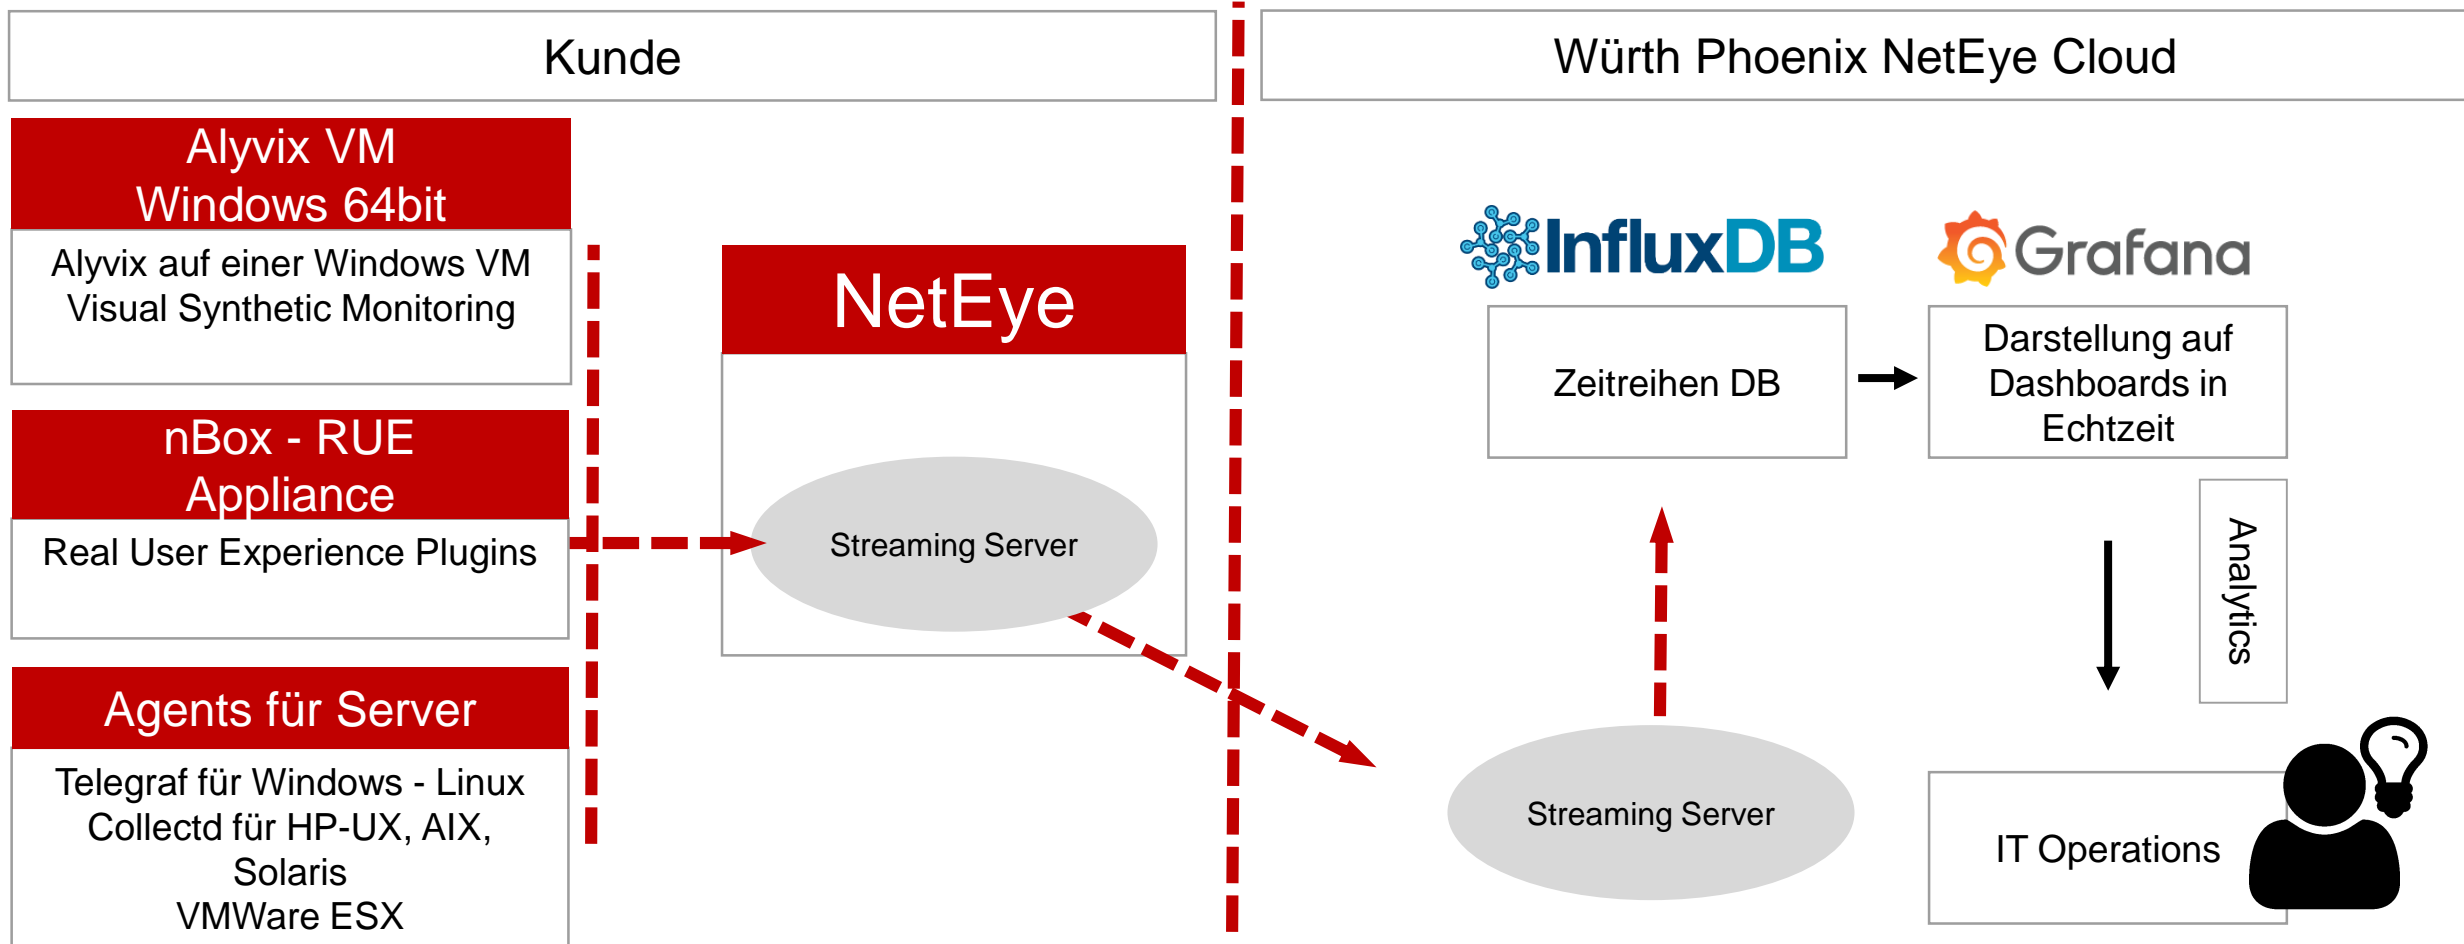 Kunde
Würth Phoenix NetEye Cloud
Alyvix VM
Windows 64bit
Alyvix auf einer Windows VM
Visual Synthetic Monitoring
nBox - RUE
Appliance
Real User Experience Plugins
Agents für Server
Telegraf für Windows - Linux
Collectd für HP-UX, AIX,
Solaris
VMWare ESX
NetEye
Streaming Server
InfluxDB
Zeitreihen DB
Grafana
Darstellung auf
Dashboards in
Echtzeit
Analytics
Streaming Server
IT Operations